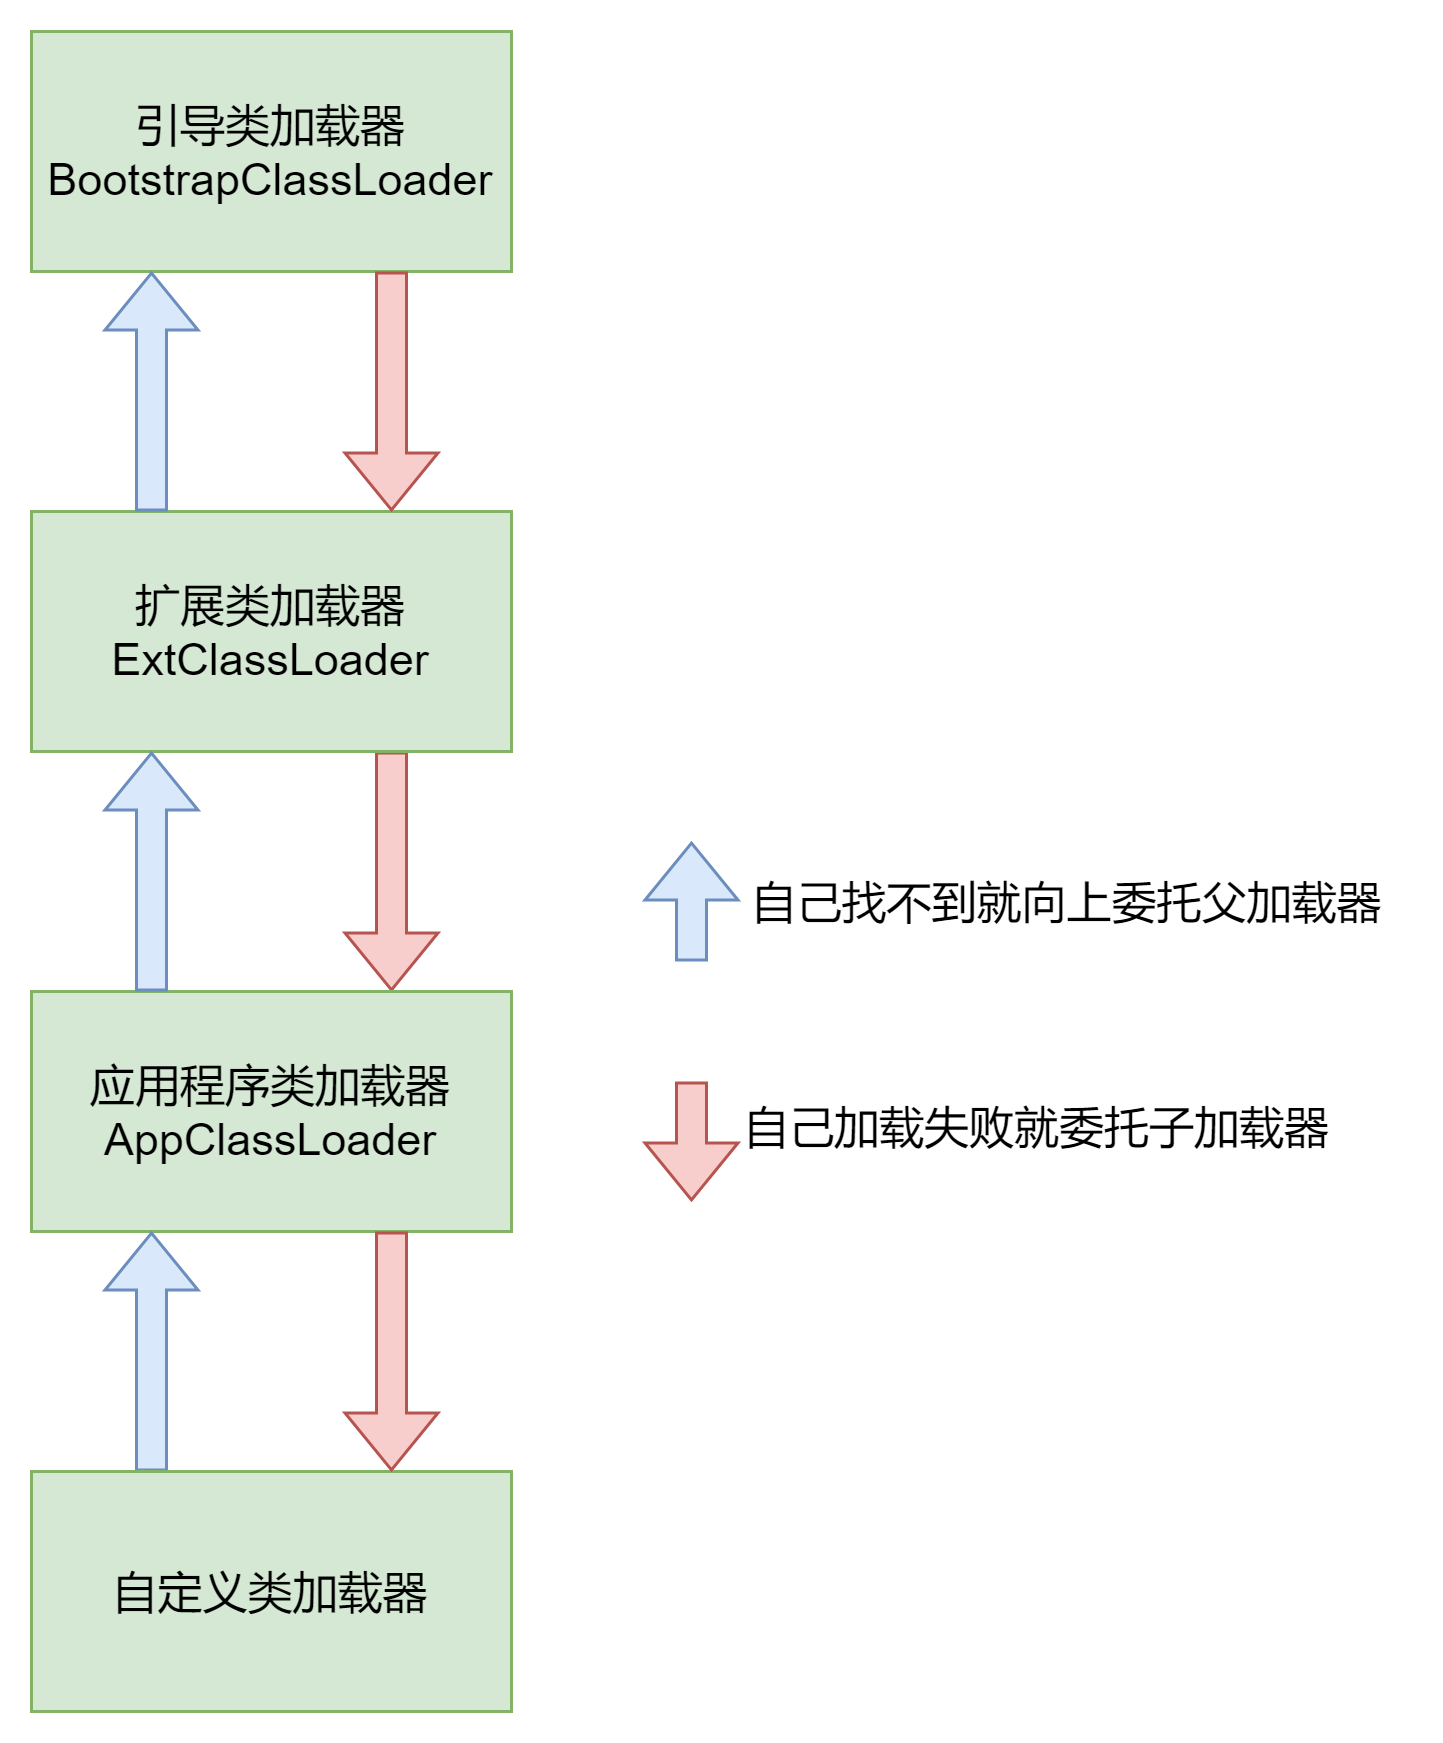 引导类加载器
BootstrapClassLoader
扩展类加载器
ExtClassLoader
自己找不到就向上委托父加载器
应用程序类加载器
AppClassLoader
自己加载失败就委托子加载器
自定义类加载器